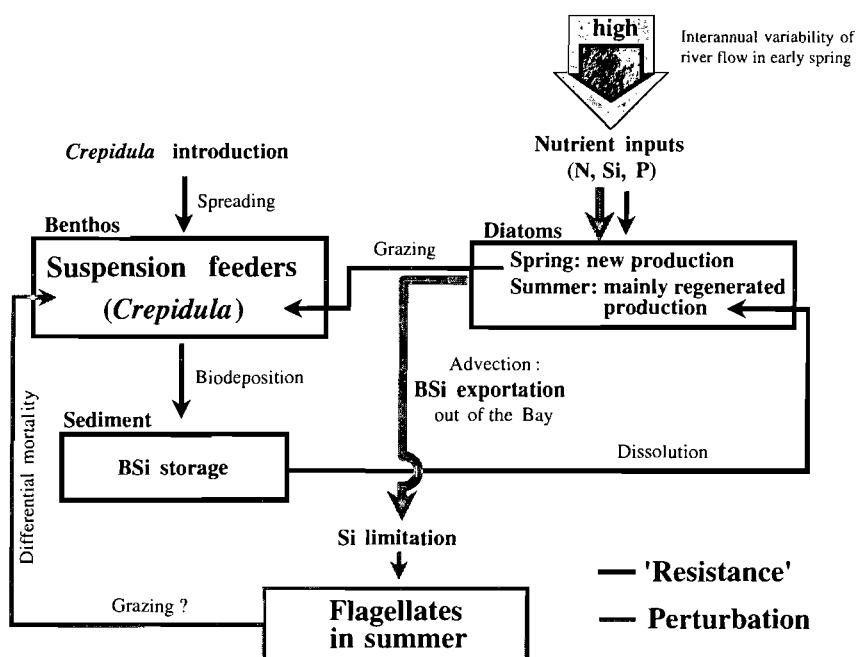 high
Interannual variability of
river flow in early spring
Nutrient inputs
(N, Si, P)
Crepidula introduction
Spreading
Benthos
Suspension feeders
(Crepidula)
Grazing
Diatoms
Spring: new production
Summer: mainly regenerated
production
Biodeposition
Advection :
BSi exportation
out of the Bay
Sediment
BSi storage
Dissolution
Differential mortality
Si limitation
Grazing ?
Flagellates
in summer
'Resistance'
Perturbation